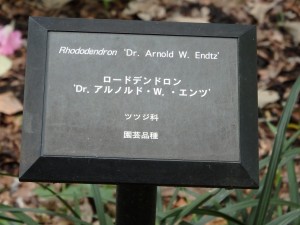 Rhododendron 'Dr. Arnold W. Endtz'
ロードデンドロン
'Dr. アルノルド・W.・エンツ'
ツツジ科
園芸品種